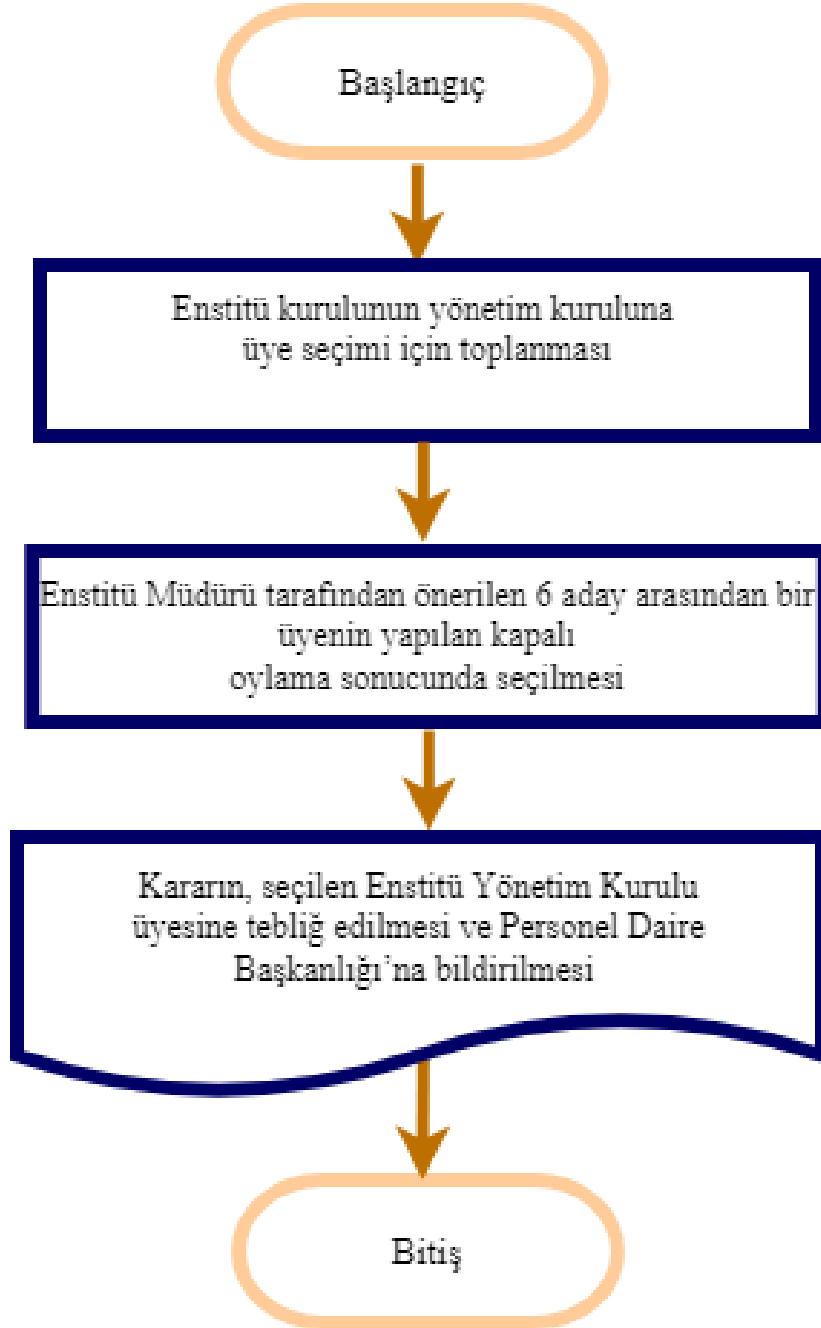 Başlangıç
Enstitü kurulunun yönetim kuruluna
üye seçimi için toplanması
Enstitü Müdürü tarafından önerilen 6 aday arasından bir
üyenin yapılan kapalı
oylama sonucunda seçilmesi
Kararın, seçilen Enstitü Yönetim Kurulu
üyesine tebliğ edilmesi ve Personel Daire
Başkanlığı’na bildirilmesi
Bitiş